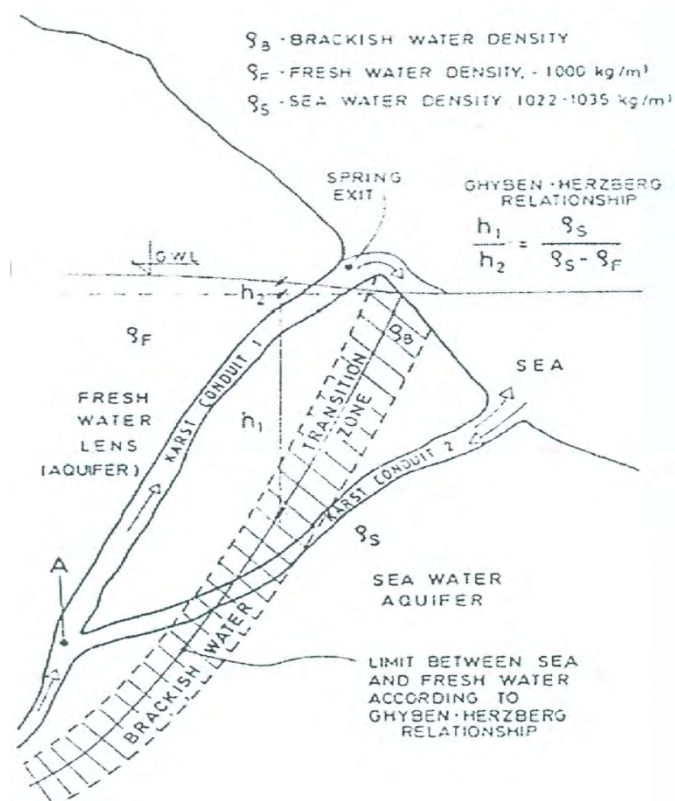 ρB - BRACKISH WATER DENSITY
ρF - FRESH WATER DENSITY, - 1000 kg/m³
ρS - SEA WATER DENSITY 1022-1035 kg/m³
SPRING
EXIT
GHYBEN-HERZBERG
RELATIONSHIP
h1 / h2 = ρS / ρS - ρF
GWL
h2
ρF
ρB
SEA
KARST CONDUIT 1
TRANSITION
ZONE
FRESH
WATER
LENS
(AQUIFER)
h1
KARST CONDUIT 2
ρS
A
SEA WATER
AQUIFER
BRACKISH WATER
LIMIT BETWEEN SEA
AND FRESH WATER
ACCORDING TO
GHYBEN-HERZBERG
RELATIONSHIP